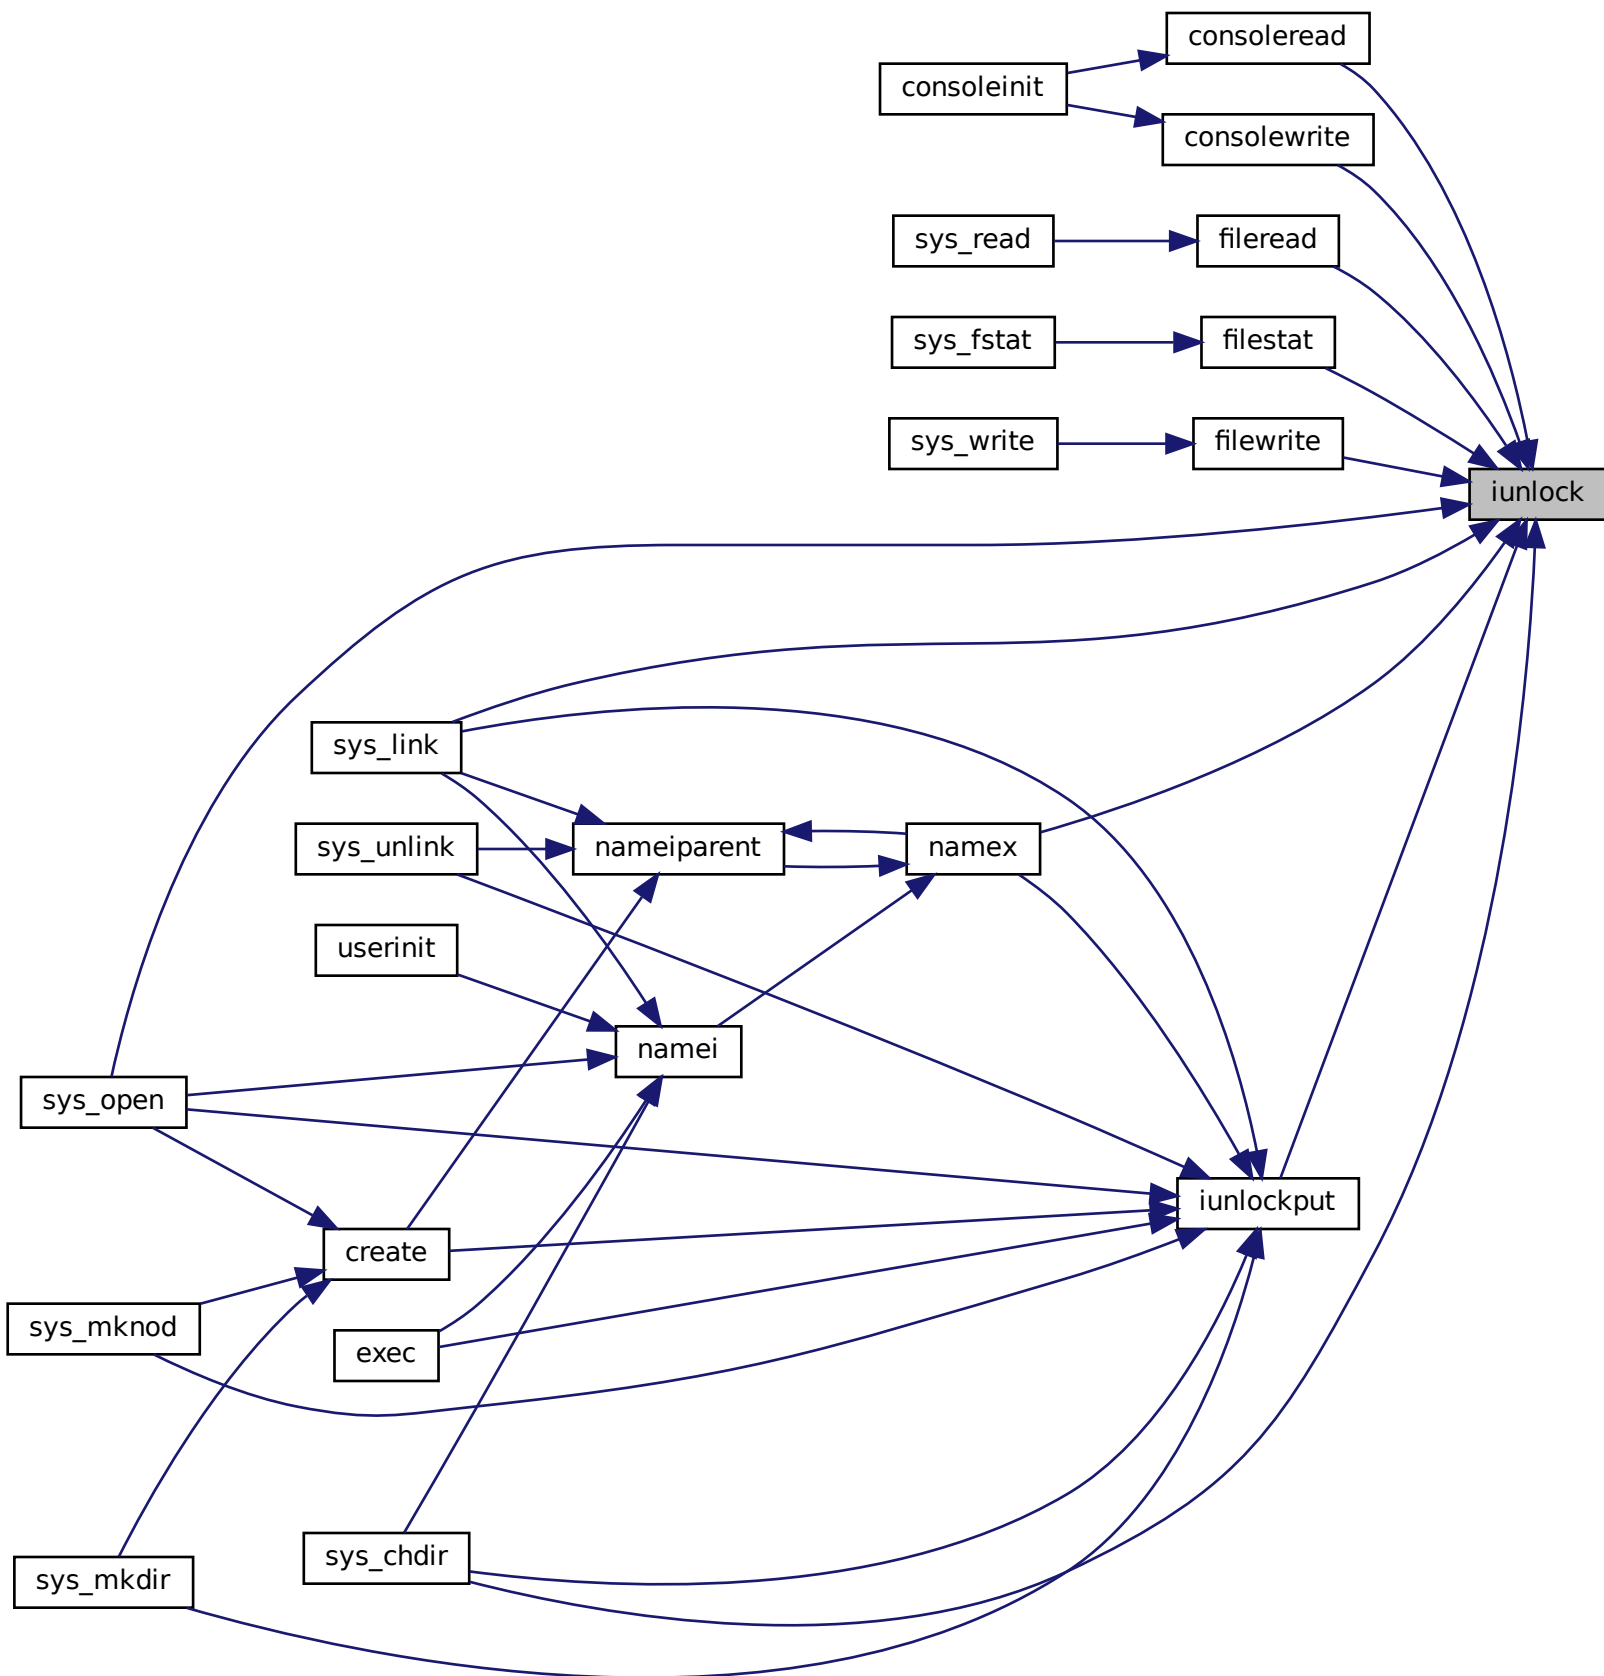 consoleread
consoleinit
consolewrite
sys_read
fileread
sys_fstat
filestat
sys_write
filewrite
iunlock
sys_link
sys_unlink
nameiparent
namex
userinit
namei
sys_open
iunlockput
create
sys_mknod
exec
sys_chdir
sys_mkdir